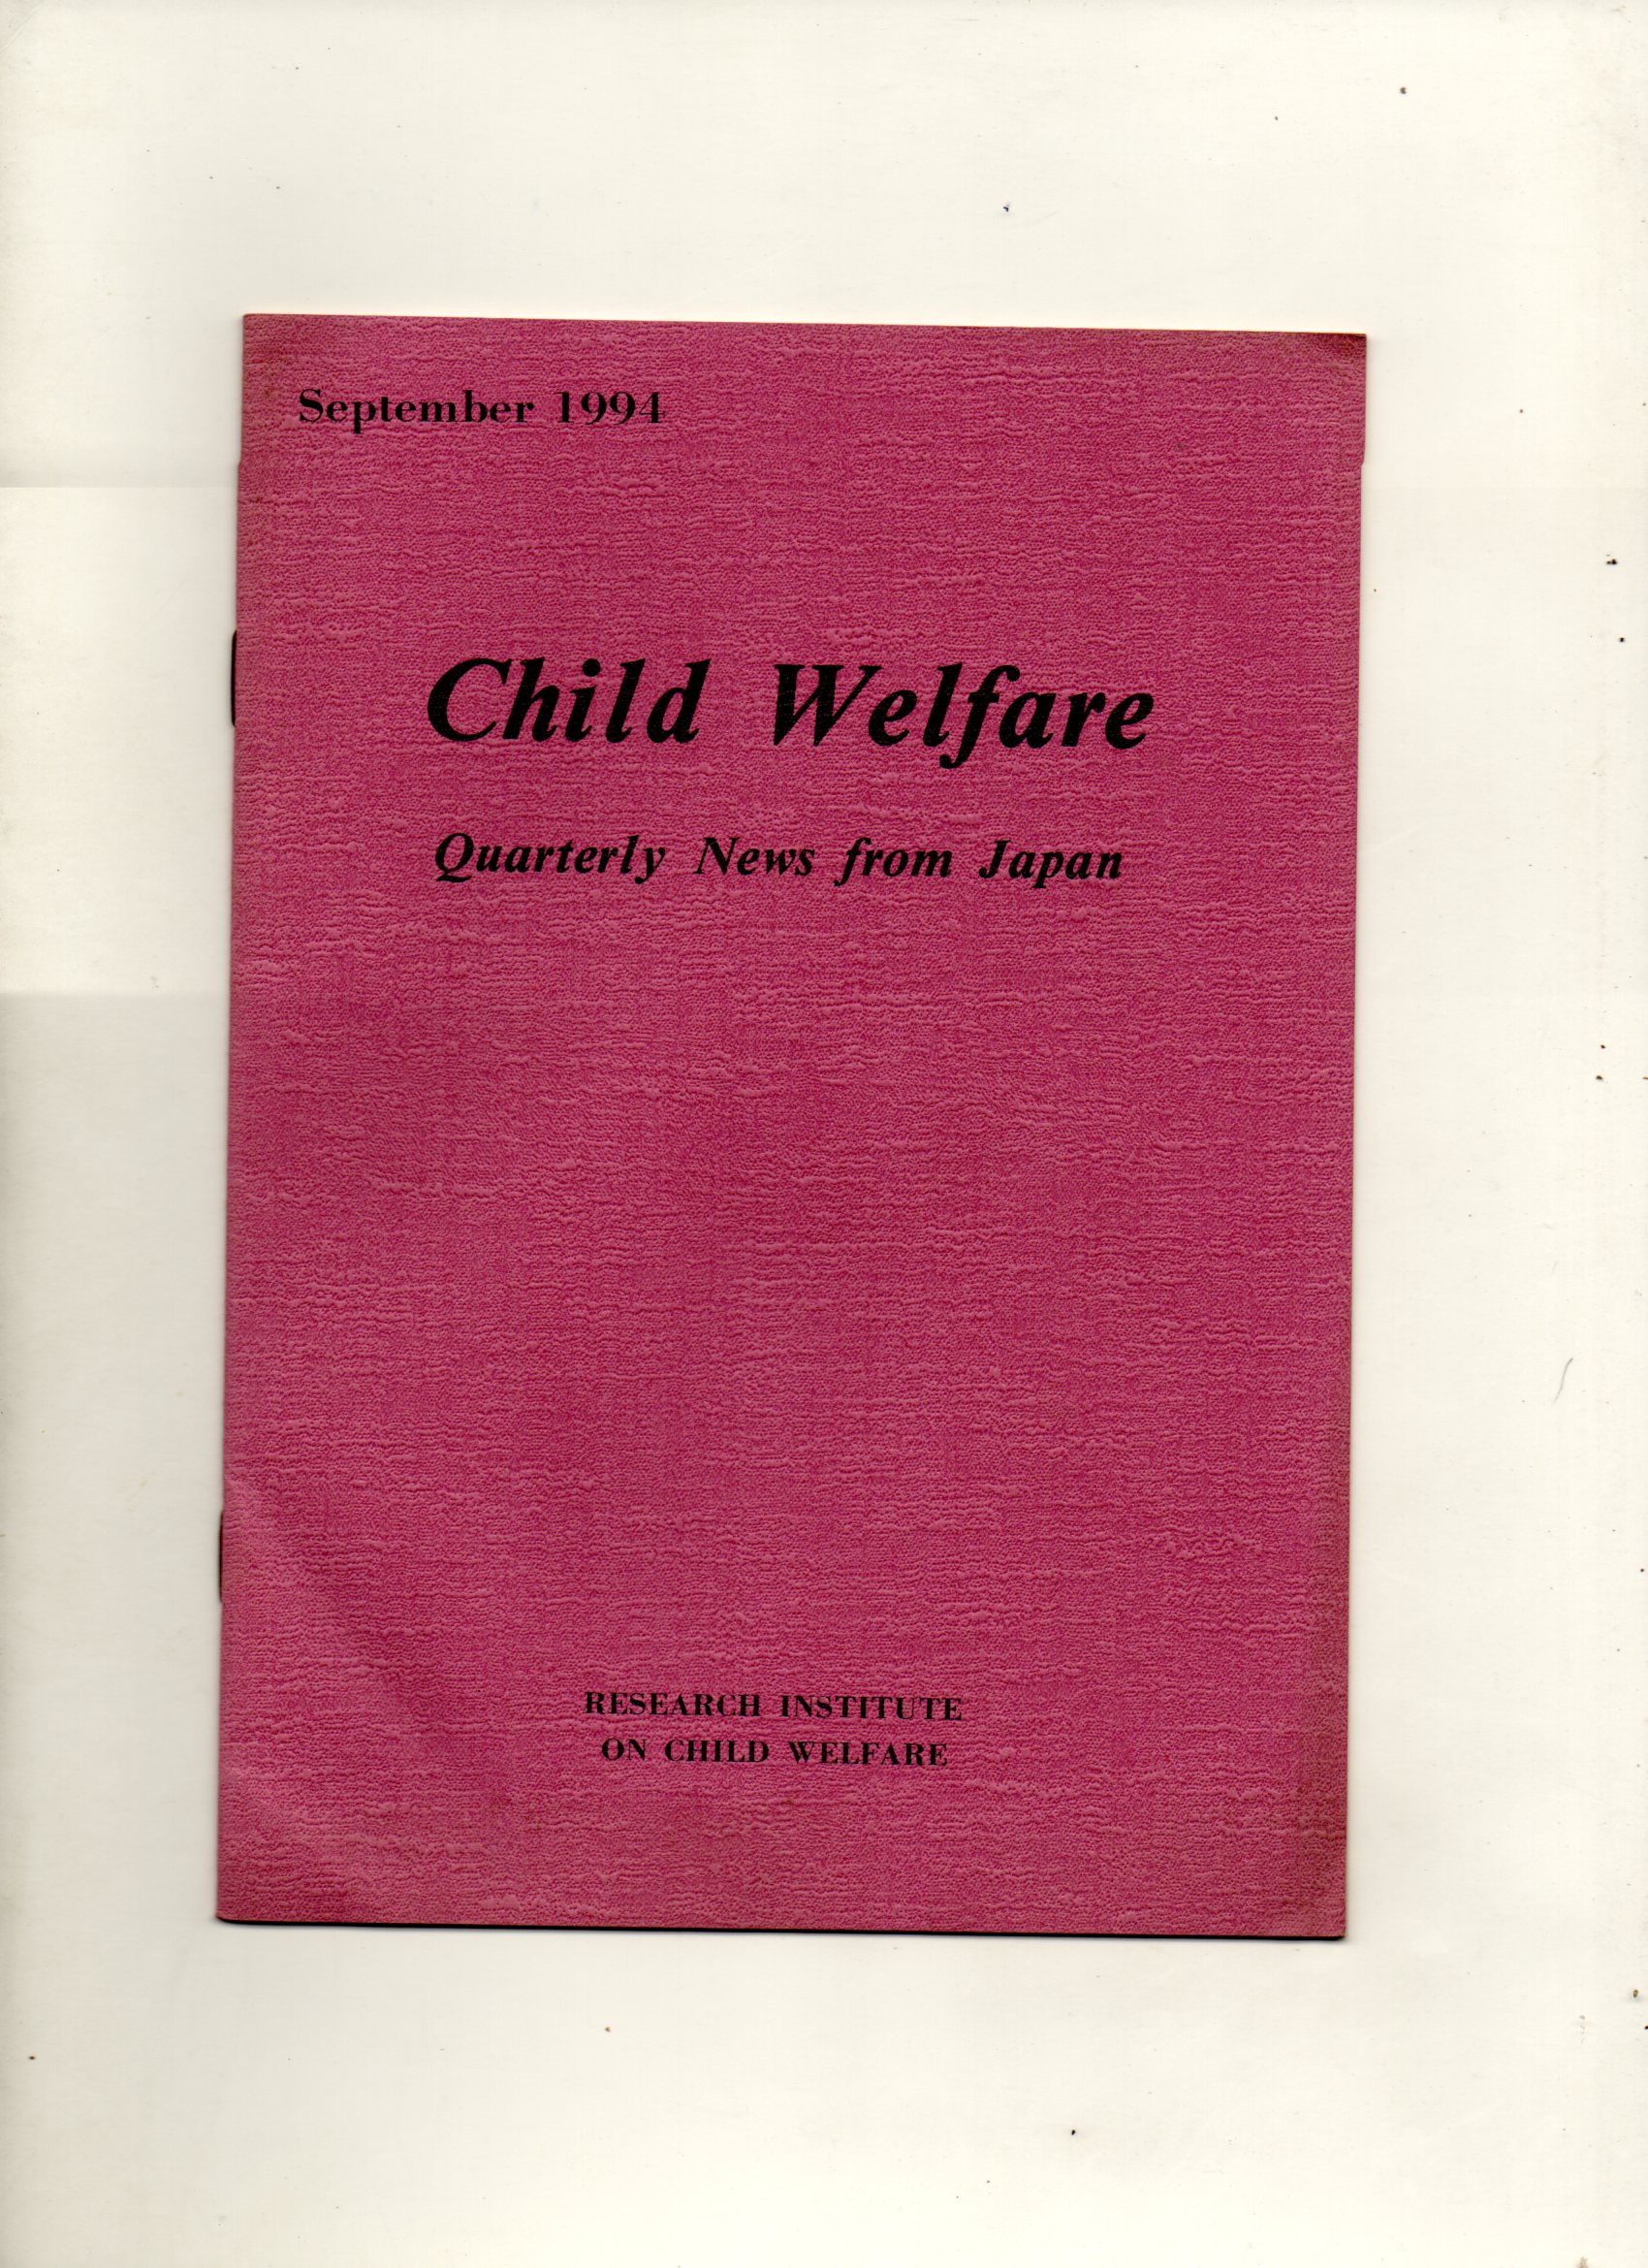 September 1994
Child Welfare
Quarterly News from Japan
RESEARCH INSTITUTE
ON CHILD WELFARE